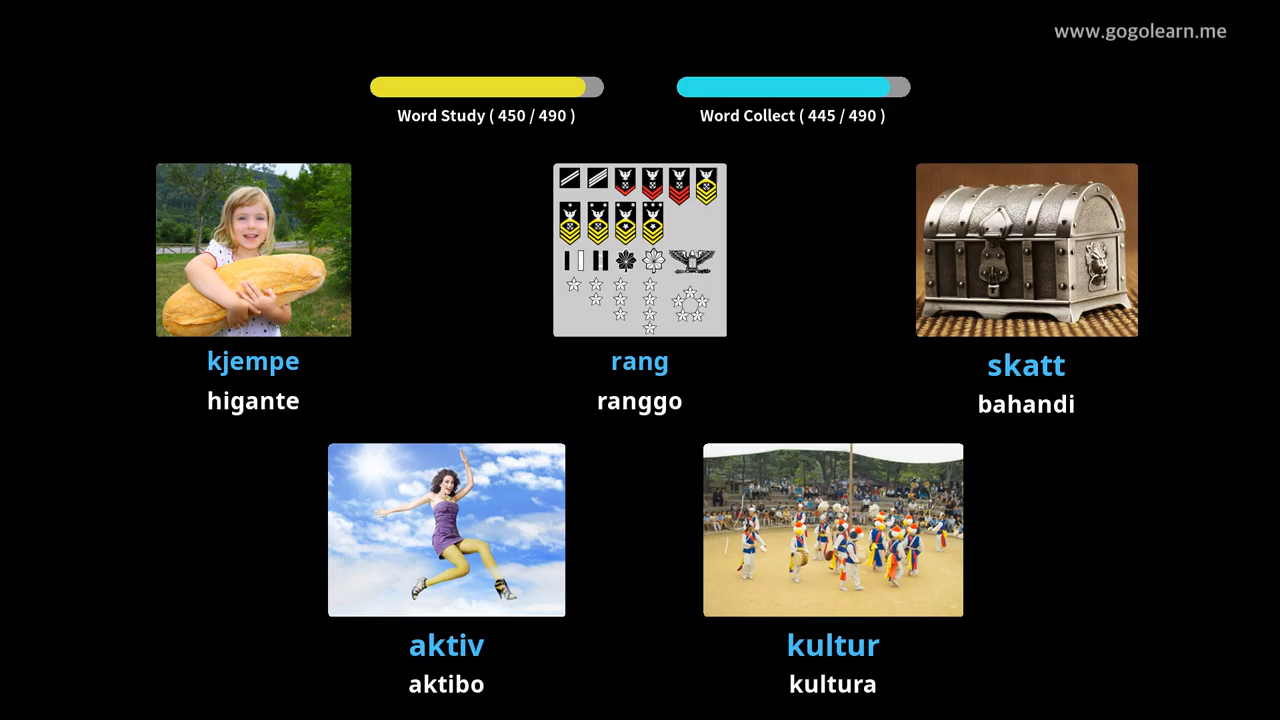 www.gogolearn.me
Word Study ( 450 / 490 )
Word Collect ( 445 / 490 )
kjempe
higante
rang
ranggo
skatt
bahandi
aktiv
aktibo
kultur
kultura